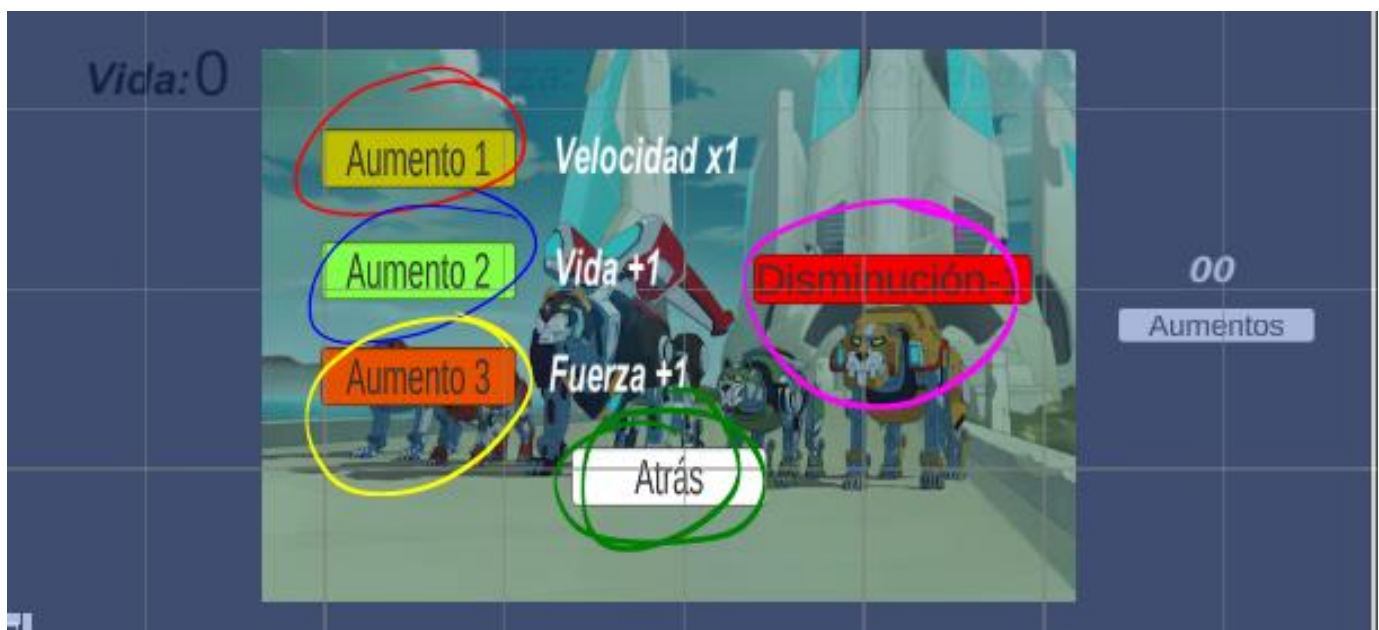 Vida:0
Aumento 1 Velocidad x1
Aumento 2 Vida +1
Disminución-1
00
Aumentos
Aumento 3 Fuerza +1
Atrás